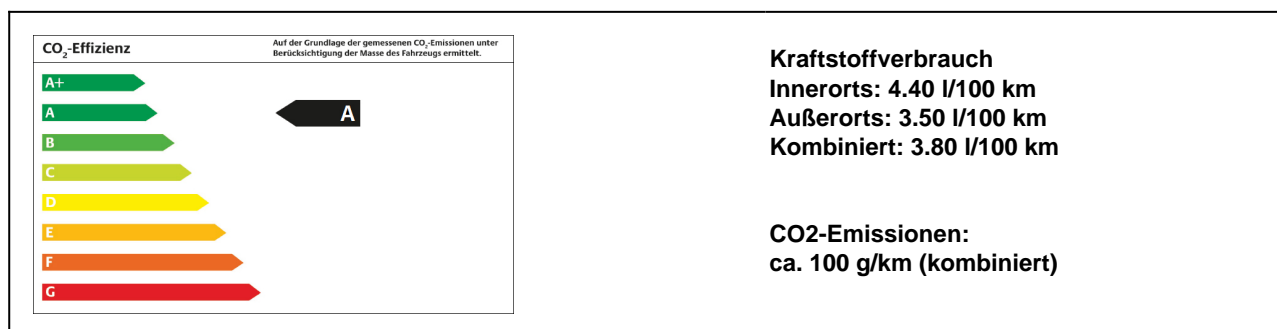 CO2-Effizienz
Auf der Grundlage der gemessenen CO2-Emissionen unter
Berücksichtigung der Masse des Fahrzeugs ermittelt.
A+
A
A
B
C
D
E
F
G
Kraftstoffverbrauch
Innerorts: 4.40 l/100 km
Außerorts: 3.50 l/100 km
Kombiniert: 3.80 l/100 km
CO2-Emissionen:
ca. 100 g/km (kombiniert)